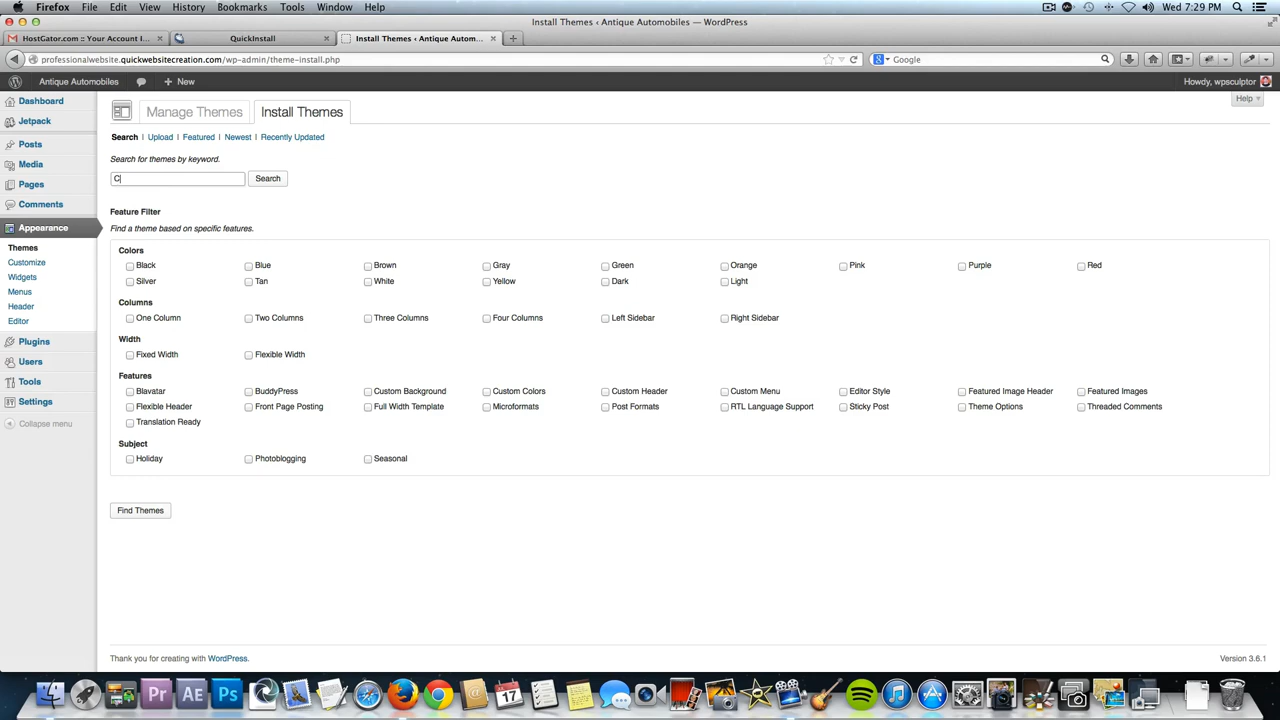 Firefox File Edit View History Bookmarks Tools Window Help Wed 7:29 PM
Install Themes ‹ Antique Automobiles — WordPress
HostGator.com :: Your Account I... × QuickInstall × Install Themes ‹ Antique Autom... × +
professionalwebsite.quickwebsitecreation.com/wp-admin/theme-install.php Google
Antique Automobiles + New Howdy, wpsculptor
Help
Dashboard
Jetpack
Posts
Media
Pages
Comments
Appearance
Themes
Customize
Widgets
Menus
Header
Editor
Plugins
Users
Tools
Settings
Collapse menu
Manage Themes Install Themes
Search | Upload | Featured | Newest | Recently Updated
Search for themes by keyword.
C Search
Feature Filter
Find a theme based on specific features.
Colors
Black Blue Brown Gray Green Orange Pink Purple Red
Silver Tan White Yellow Dark Light
Columns
One Column Two Columns Three Columns Four Columns Left Sidebar Right Sidebar
Width
Fixed Width Flexible Width
Features
Blavatar BuddyPress Custom Background Custom Colors Custom Header Custom Menu Editor Style Featured Image Header Featured Images
Flexible Header Front Page Posting Full Width Template Microformats Post Formats RTL Language Support Sticky Post Theme Options Threaded Comments
Translation Ready
Subject
Holiday Photoblogging Seasonal
Find Themes
Thank you for creating with WordPress. Version 3.6.1
Pr Ae Ps 17